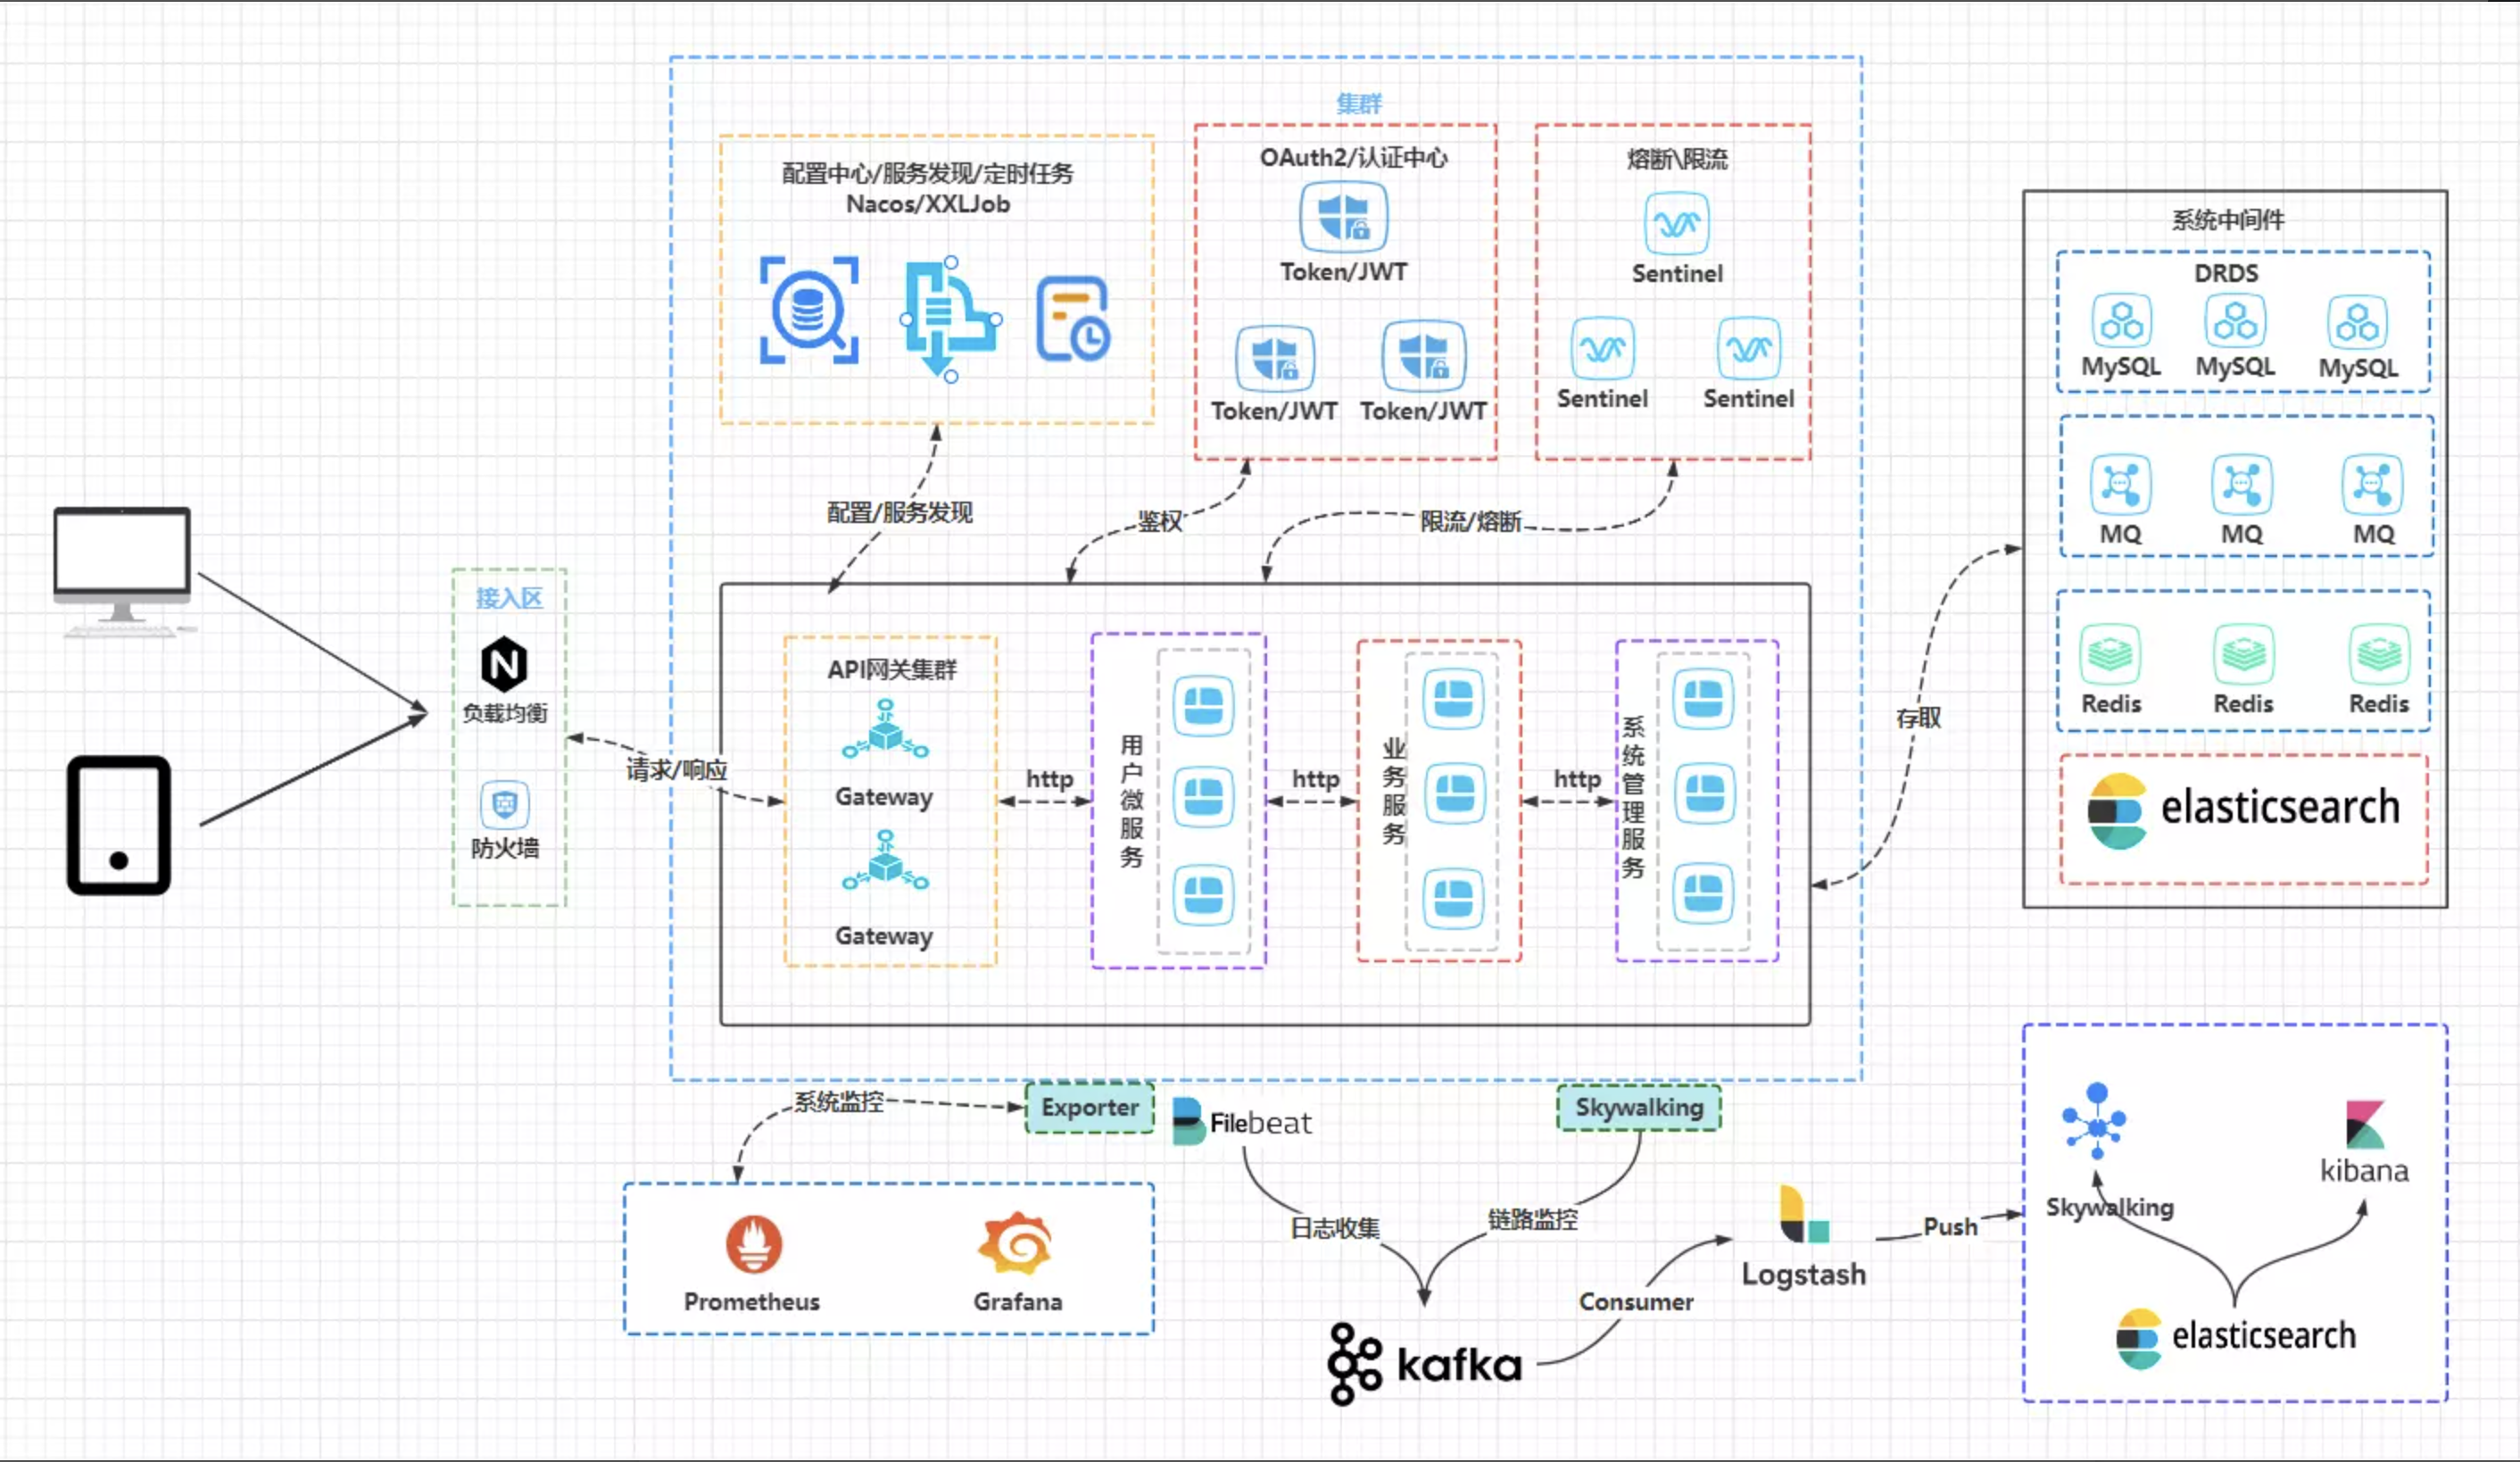 集群
配置中心/服务发现/定时任务
Nacos/XXLJob
OAuth2/认证中心
Token/JWT
Token/JWT
Token/JWT
熔断\限流
Sentinel
Sentinel
Sentinel
系统中间件
DRDS
MySQL
MySQL
MySQL
MQ
MQ
MQ
Redis
Redis
Redis
elasticsearch
配置/服务发现
鉴权
限流/熔断
接入区
负载均衡
防火墙
请求/响应
API网关集群
Gateway
Gateway
http
用户微服务
http
业务服务
http
系统管理服务
存取
系统监控
Exporter
Filebeat
Skywalking
Prometheus
Grafana
日志收集
链路监控
kafka
Consumer
Logstash
Push
Skywalking
kibana
elasticsearch